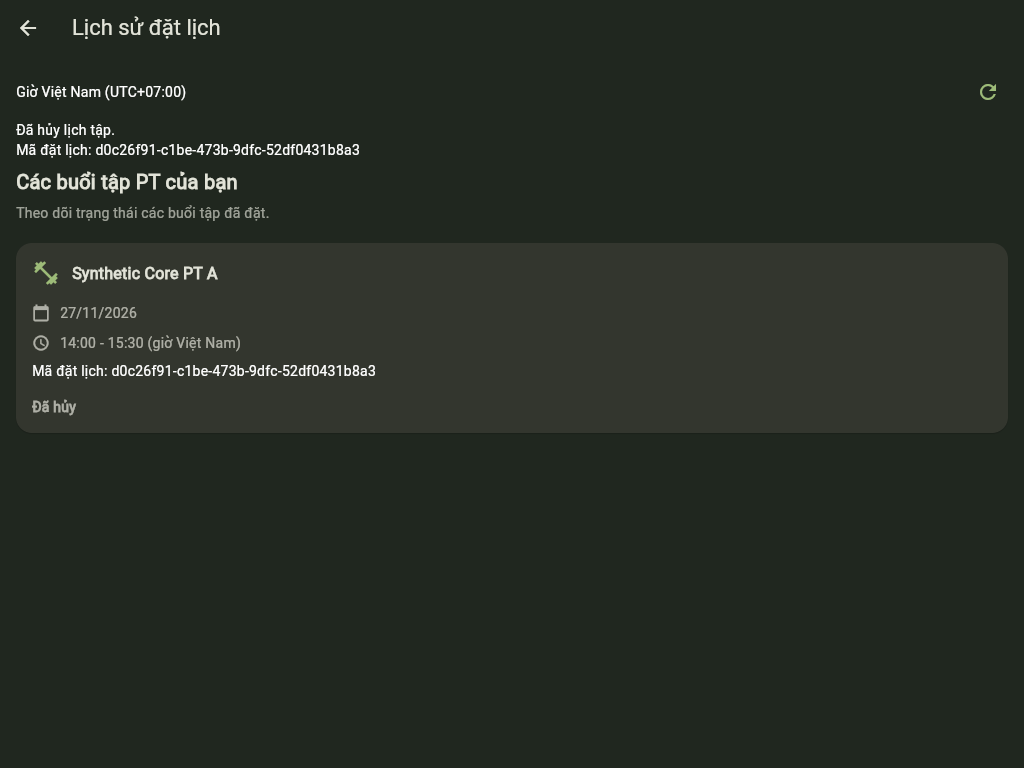 Lịch sử đặt lịch
Giờ Việt Nam (UTC+07:00)
Đã hủy lịch tập.
Mã đặt lịch: d0c26f91-c1be-473b-9dfc-52df0431b8a3
Các buổi tập PT của bạn
Theo dõi trạng thái các buổi tập đã đặt.
Synthetic Core PT A
27/11/2026
14:00 - 15:30 (giờ Việt Nam)
Mã đặt lịch: d0c26f91-c1be-473b-9dfc-52df0431b8a3
Đã hủy